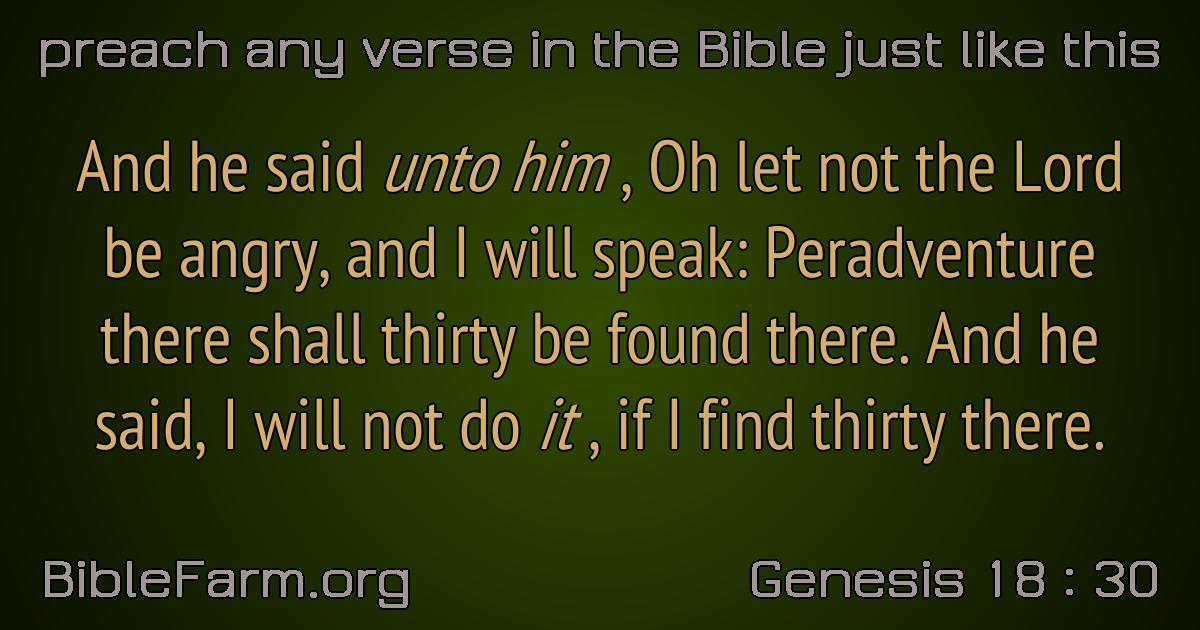 preach any verse in the Bible just like this
And he said unto him , Oh let not the Lord
be angry, and I will speak: Peradventure
there shall thirty be found there. And he
said, I will not do it , if I find thirty there.
BibleFarm.org
Genesis 18 : 30